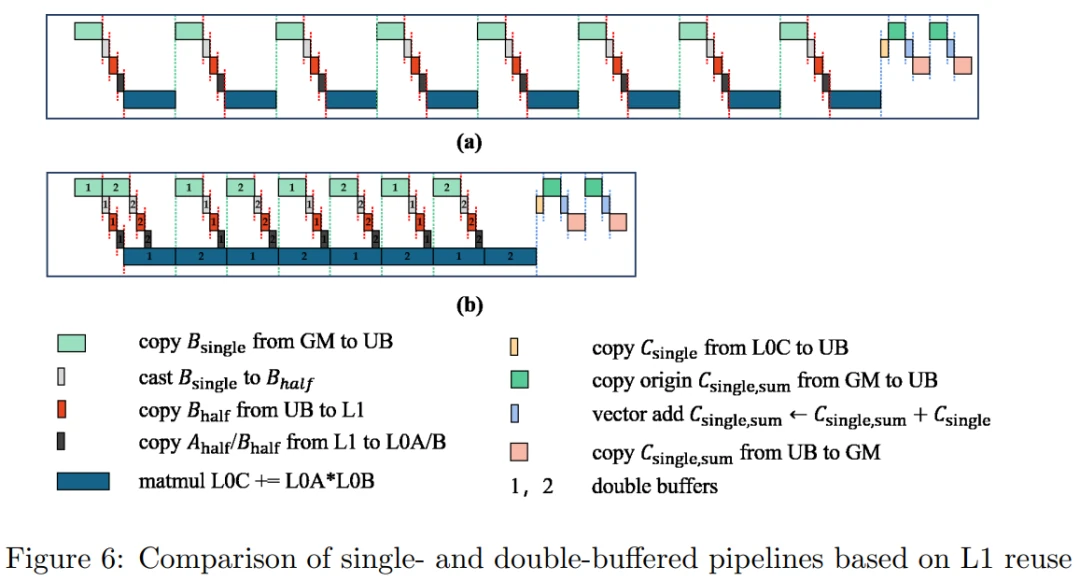 (a)
1 2 1 2 1 2 1 2
1 2 1 2 1 2 1 2
1 2 1 2 1 2 1 2
1 2 1 2 1 2 1 2
1 2 1 2 1 2 1 2
(b)
copy B_single from GM to UB
cast B_single to B_half
copy B_half from UB to L1
copy A_half/B_half from L1 to L0A/B
matmul L0C += L0A*L0B
copy C_single from L0C to UB
copy origin C_single,sum from GM to UB
vector add C_single,sum ← C_single,sum + C_single
copy C_single,sum from UB to GM
1, 2 double buffers
Figure 6: Comparison of single- and double-buffered pipelines based on L1 reuse